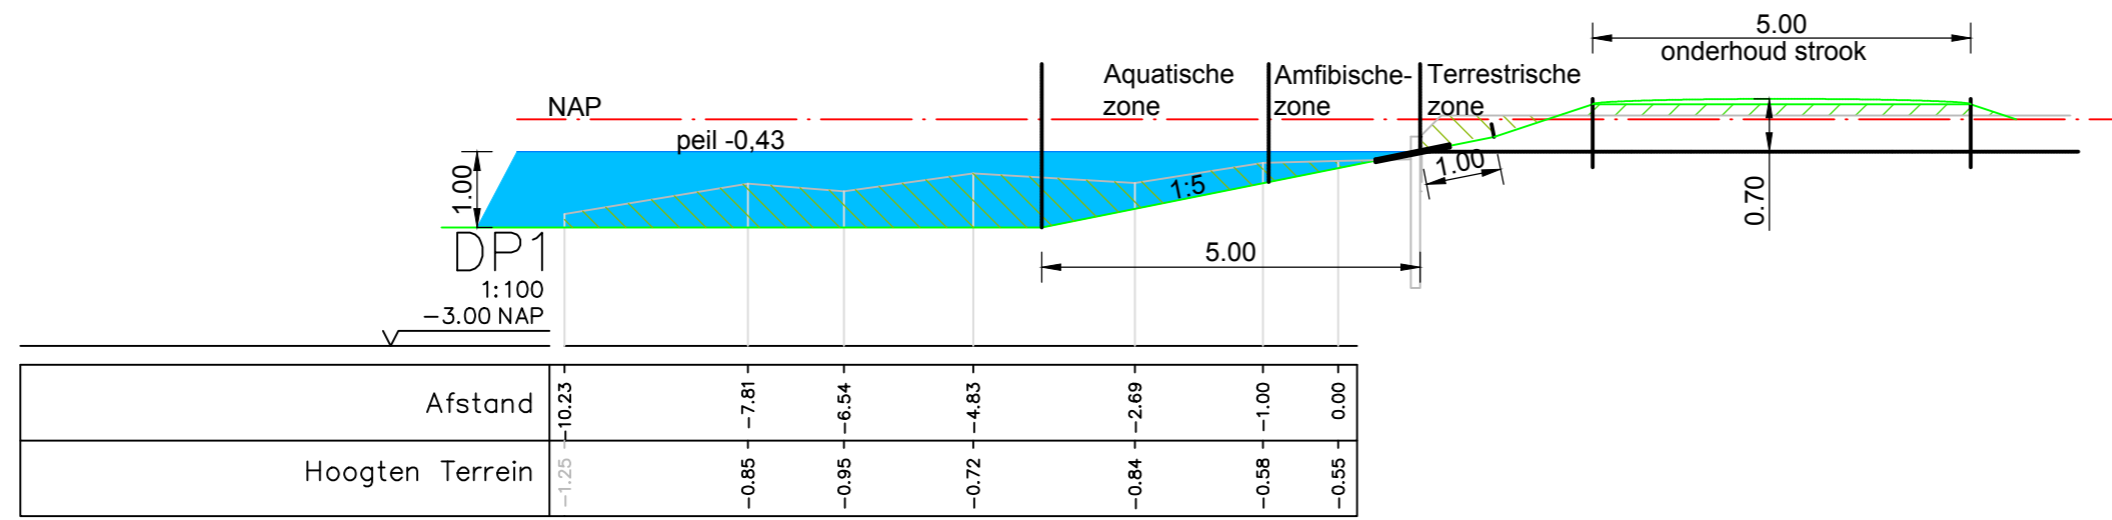 5.00
onderhoud strook
Aquatische
zone
Amfibische-
zone
Terrestrische
zone
NAP
peil -0,43
1.00
1:5
1.00
0.70
5.00
DP1
1:100
-3.00 NAP
Afstand -10.23 -7.81 -6.54 -4.83 -2.69 -1.00 0.00
Hoogten Terrein -1.25 -0.85 -0.95 -0.72 -0.84 -0.58 -0.55